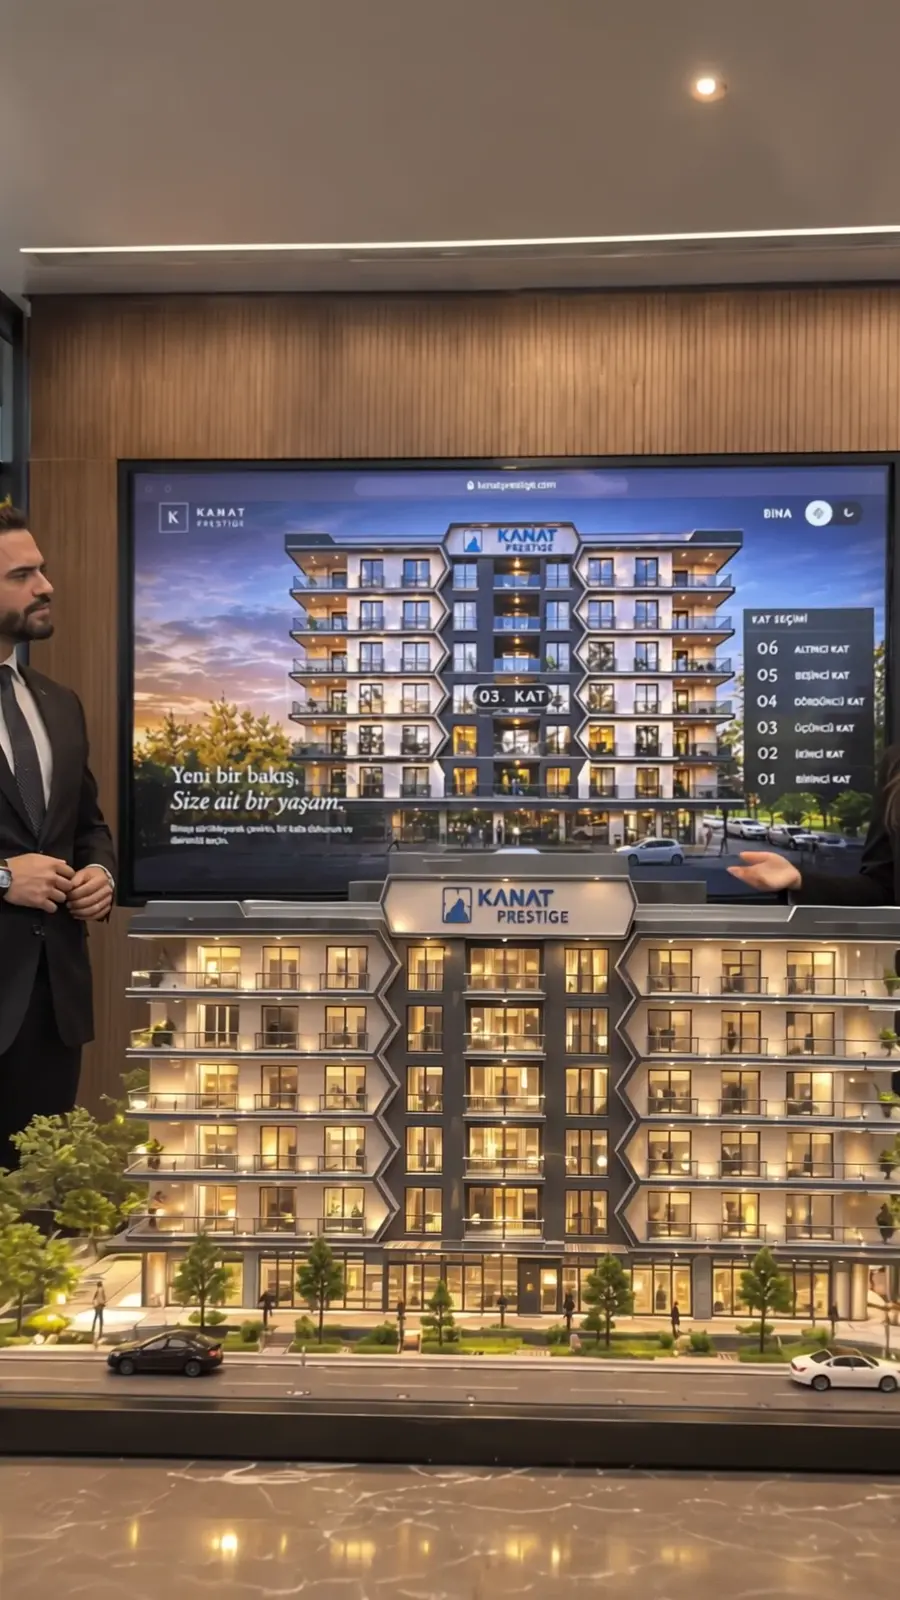 kanatprestige.com
K
KANAT
PRESTIGE
BİNA
KANAT
PRESTIGE
KAT SEÇİMİ
06 ALTINCI KAT
05 BEŞİNCİ KAT
04 DÖRDÜNCÜ KAT
03 ÜÇÜNCÜ KAT
02 İKİNCİ KAT
01 BİRİNCİ KAT
03. KAT
Yeni bir bakış,
Size ait bir yaşam.
KANAT
PRESTIGE